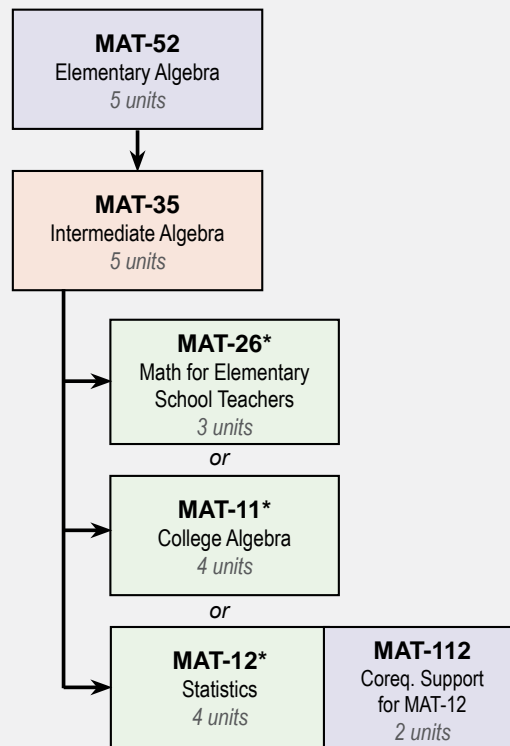 MAT-52
Elementary Algebra
5 units
MAT-35
Intermediate Algebra
5 units
MAT-26*
Math for Elementary
School Teachers
3 units
or
MAT-11*
College Algebra
4 units
or
MAT-12*
Statistics
4 units
MAT-112
Coreq. Support
for MAT-12
2 units